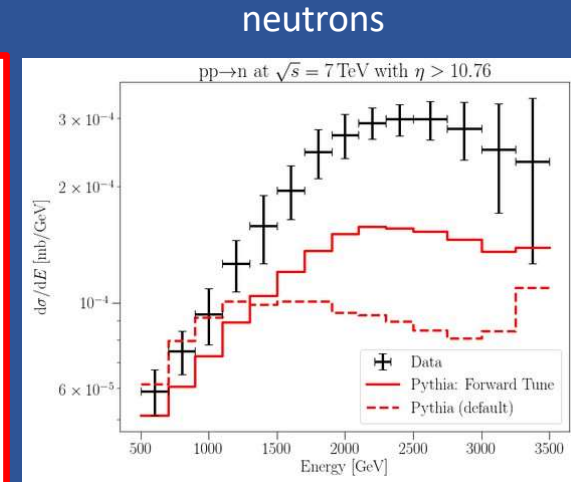 neutrons
pp→n at √s = 7 TeV with η > 10.76
dσ/dE [mb/GeV]
3 × 10⁻⁴
2 × 10⁻⁴
10⁻⁴
6 × 10⁻⁵
Data
Pythia: Forward Tune
Pythia (default)
500 1000 1500 2000 2500 3000 3500
Energy [GeV]